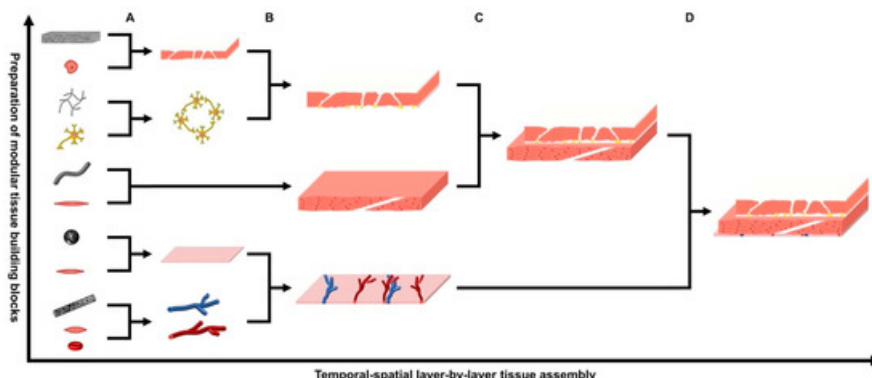 A B C D
Preparation of modular tissue building blocks
Temporal-spatial layer-by-layer tissue assembly